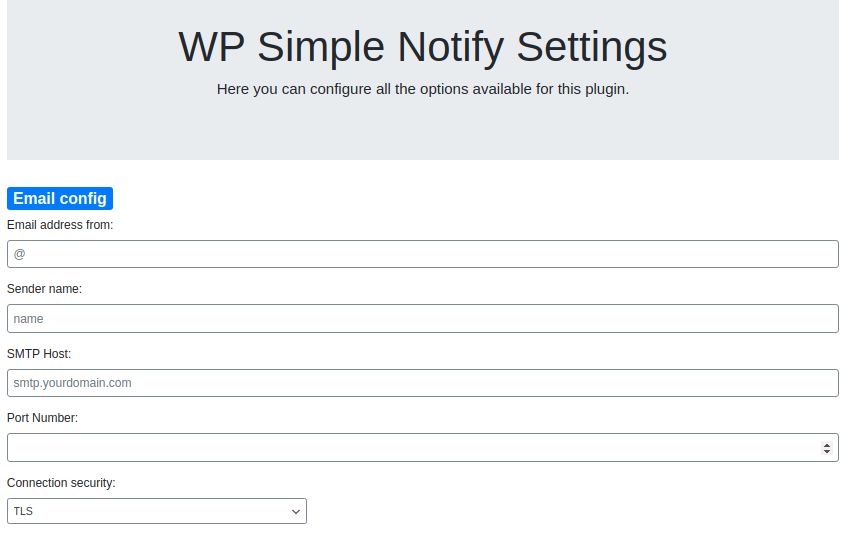 WP Simple Notify Settings
Here you can configure all the options available for this plugin.
Email config
Email address from:
@
Sender name:
name
SMTP Host:
smtp.yourdomain.com
Port Number:
Connection security:
TLS